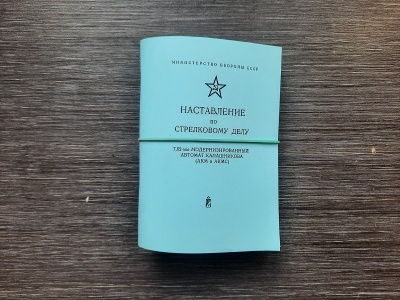 МИНИСТЕРСТВО ОБОРОНЫ СССР
НАСТАВЛЕНИЕ
ПО
СТРЕЛКОВОМУ ДЕЛУ
7,62-мм МОДЕРНИЗИРОВАННЫЙ
АВТОМАТ КАЛАШНИКОВА
(АКМ и АКМС)